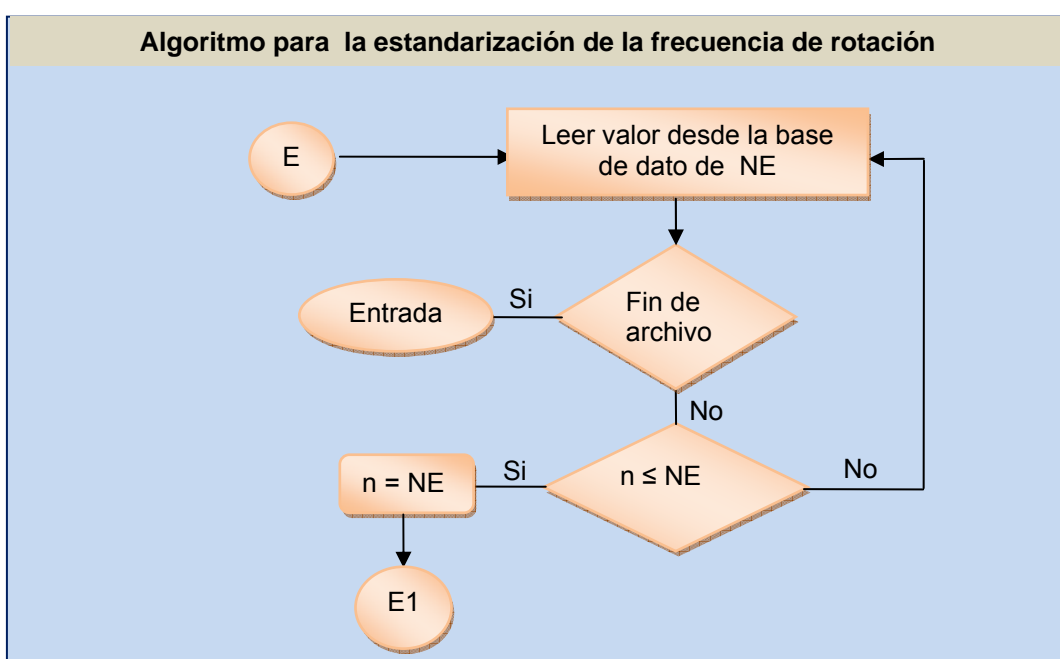 Algoritmo para la estandarización de la frecuencia de rotación
E
Leer valor desde la base
de dato de NE
Entrada
Si
Fin de
archivo
No
n = NE
Si
n ≤ NE
No
E1